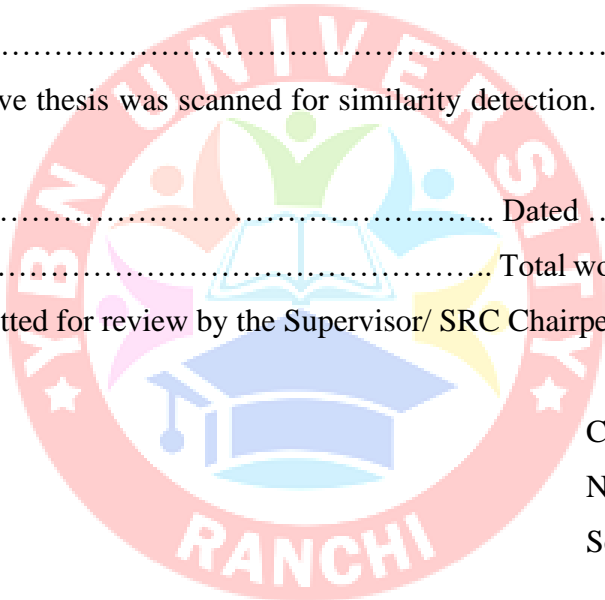 …………………………………………………………
ve thesis was scanned for similarity detection.
……………………………………………….. Dated …
……………………………………………….. Total wo
tted for review by the Supervisor/ SRC Chairpe
C
N
S
YBN UNIVERSITY
RANCHI